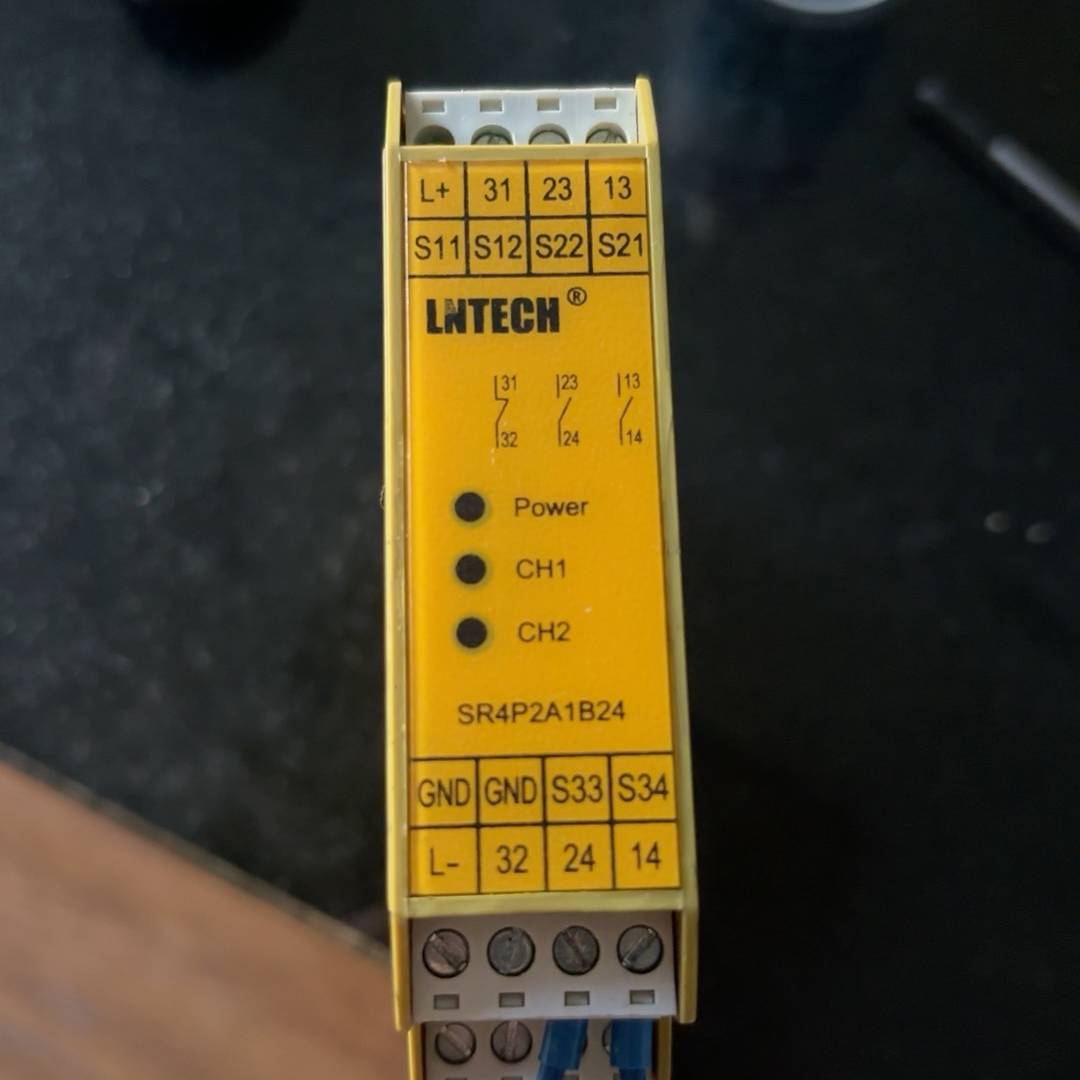 L+ 31 23 13
S11 S12 S22 S21
LNTECH®
31 23 13
32 24 14
Power
CH1
CH2
SR4P2A1B24
GND GND S33 S34
L- 32 24 14